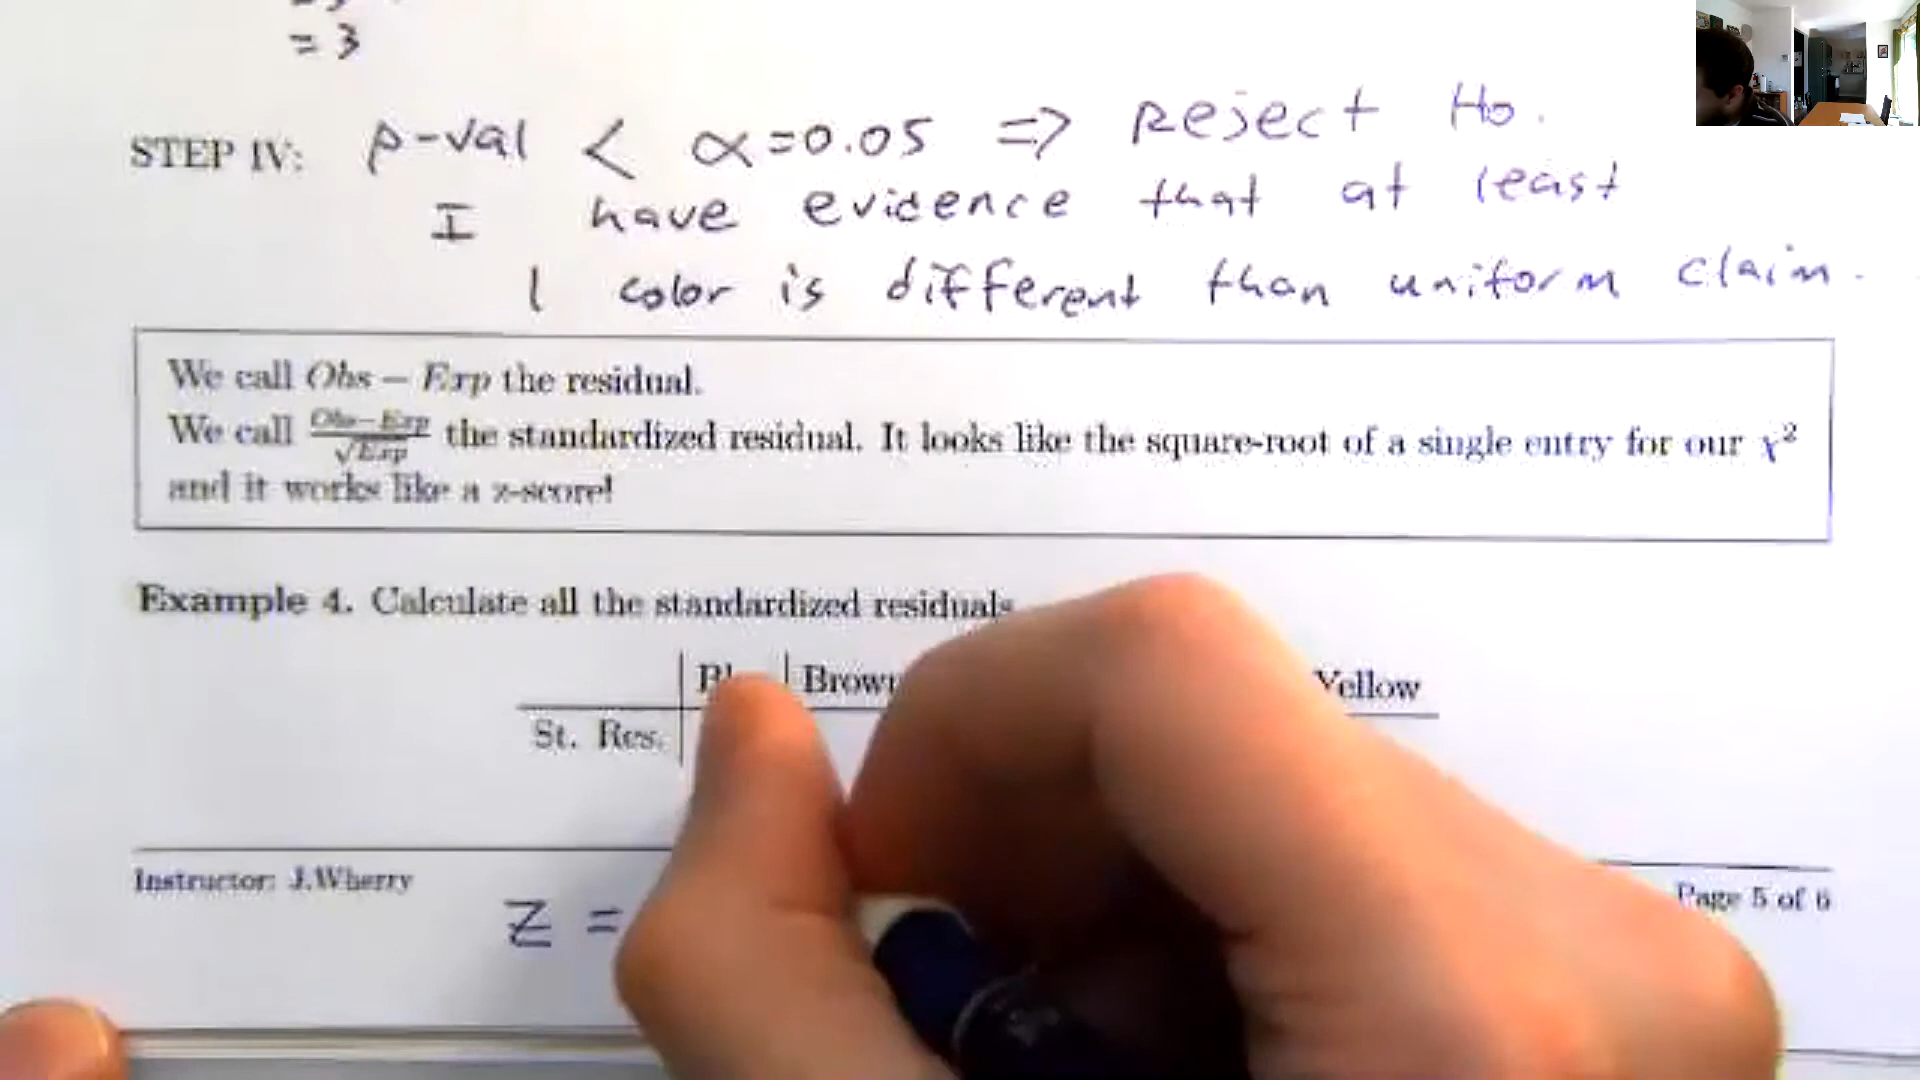 = 3
STEP IV: p-val < α=0.05 => Reject Ho.
I have evidence that at least
1 color is different than uniform claim.
We call Obs − Exp the residual.
We call Obs−Exp/√Exp the standardized residual. It looks like the square-root of a single entry for our χ²
and it works like a z-score!
Example 4. Calculate all the standardized residuals
Brown Yellow
St. Res.
Instructor: J.Wherry Page 5 of 6
Z =